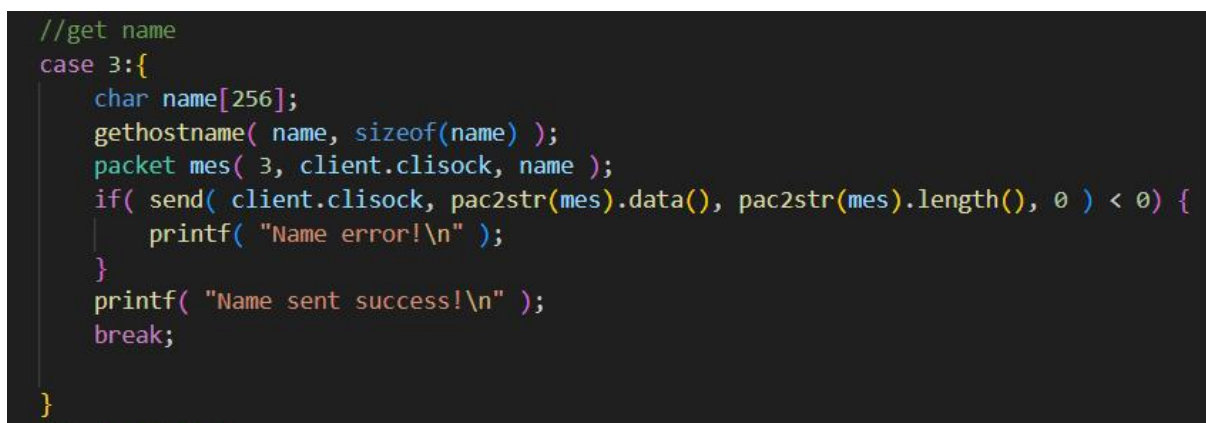 //get name
case 3:{
    char name[256];
    gethostname( name, sizeof(name) );
    packet mes( 3, client.clisock, name );
    if( send( client.clisock, pac2str(mes).data(), pac2str(mes).length(), 0 ) < 0) {
        printf( "Name error!\n" );
    }
    printf( "Name sent success!\n" );
    break;
}